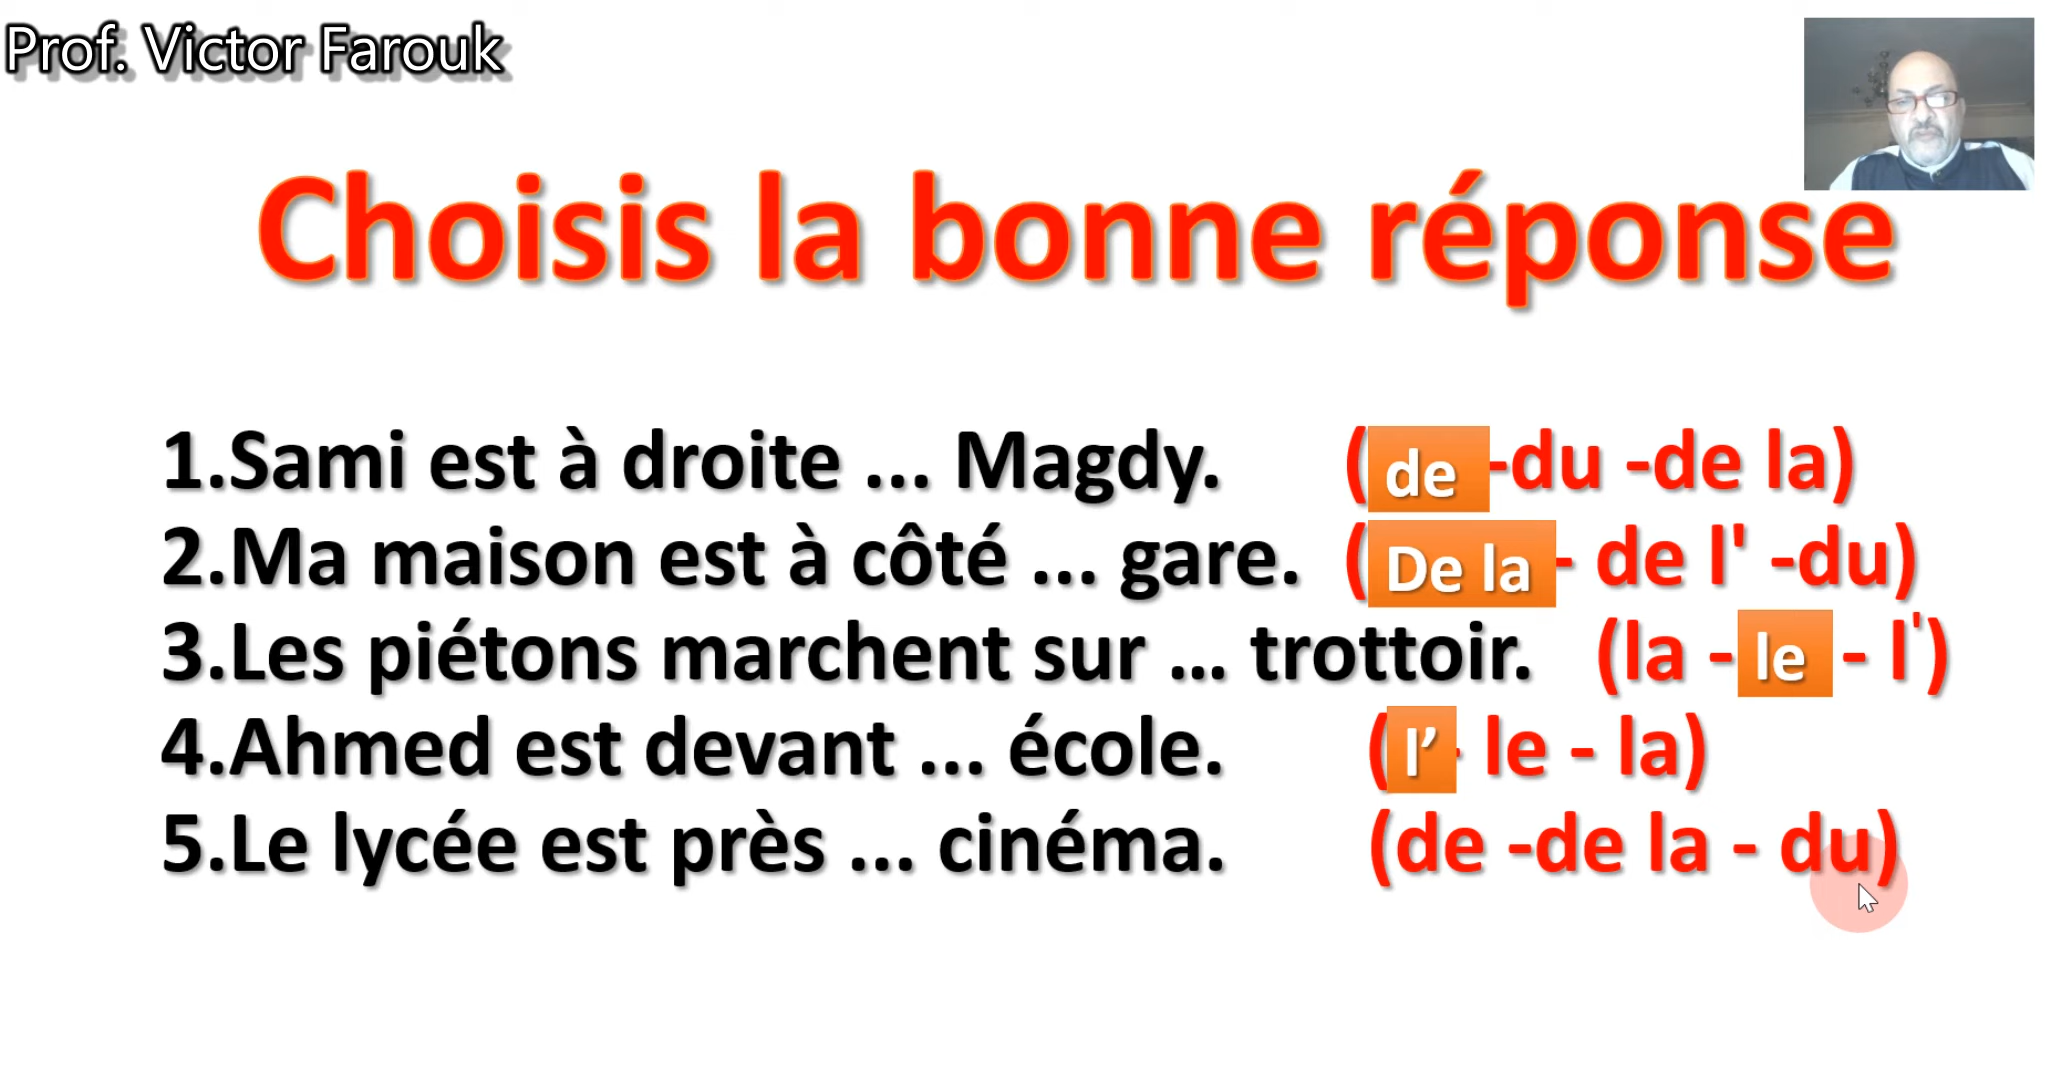 Prof. Victor Farouk
Choisis la bonne réponse
1.Sami est à droite ... Magdy. (de -du -de la)
2.Ma maison est à côté ... gare. (De la - de l' -du)
3.Les piétons marchent sur ... trottoir. (la - le - l')
4.Ahmed est devant ... école. (l’- le - la)
5.Le lycée est près ... cinéma. (de -de la - du)